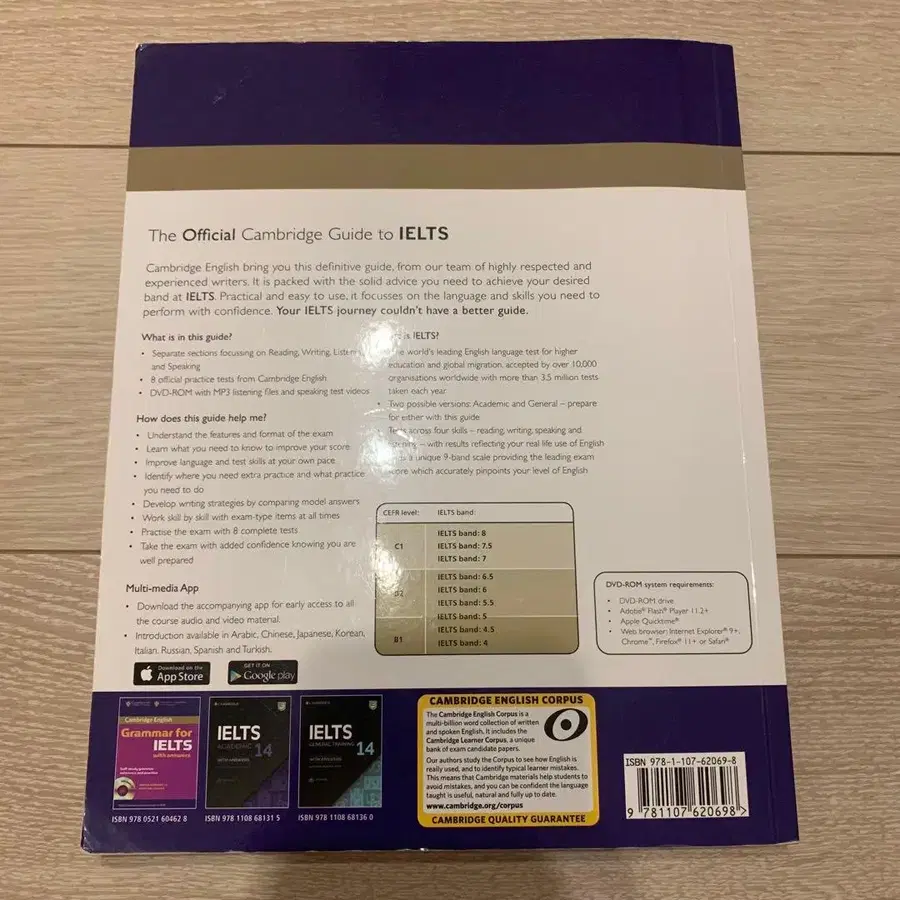 The Official Cambridge Guide to IELTS
Cambridge English bring you this definitive guide, from our team of highly respected and
experienced writers. It is packed with the solid advice you need to achieve your desired
band at IELTS. Practical and easy to use, it focusses on the language and skills you need to
perform with confidence. Your IELTS journey couldn't have a better guide.
What is in this guide?
• Separate sections focussing on Reading, Writing, Listening
and Speaking
• 8 official practice tests from Cambridge English
• DVD-ROM with MP3 listening files and speaking test videos
How does this guide help me?
• Understand the features and format of the exam
• Learn what you need to know to improve your score
• Improve language and test skills at your own pace
• Identify where you need extra practice and what practice
you need to do
• Develop writing strategies by comparing model answers
• Work skill by skill with exam-type items at all times
• Practise the exam with 8 complete tests
• Take the exam with added confidence knowing you are
well prepared
Multi-media App
• Download the accompanying app for early access to all
the course audio and video material.
• Introduction available in Arabic, Chinese, Japanese, Korean,
Italian, Russian, Spanish and Turkish.
Download on the
App Store
GET IT ON
Google play
is IELTS?
world's leading English language test for higher
education and global migration, accepted by over 10,000
organisations worldwide with more than 3.5 million tests
taken each year
• Two possible versions: Academic and General – prepare
for either with this guide
• Tests across four skills – reading, writing, speaking and
listening – with results reflecting your real life use of English
a unique 9-band scale providing the leading exam
score which accurately pinpoints your level of English
CEFR level: IELTS band:
C1
IELTS band: 8
IELTS band: 7.5
IELTS band: 7
B2
IELTS band: 6.5
IELTS band: 6
IELTS band: 5.5
B1
IELTS band: 5
IELTS band: 4.5
IELTS band: 4
DVD-ROM system requirements:
• DVD-ROM drive
• Adobe® Flash® Player 11.2+
• Apple Quicktime®
• Web browser: Internet Explorer® 9+,
Chrome™, Firefox® 11+ or Safari®
Cambridge English
Grammar for
IELTS
with answers
ISBN 978 0521 60462 8
IELTS
ACADEMIC 14
WITH ANSWERS
ISBN 978 1108 68131 5
IELTS
GENERAL TRAINING 14
WITH ANSWERS
ISBN 978 1108 68136 0
CAMBRIDGE ENGLISH CORPUS
The Cambridge English Corpus is a
multi-billion word collection of written
and spoken English. It includes the
Cambridge Learner Corpus, a unique
bank of exam candidate papers.
Our authors study the Corpus to see how English is
really used, and to identify typical learner mistakes.
This means that Cambridge materials help students to
avoid mistakes, and you can be confident the language
taught is useful, natural and fully up to date.
www.cambridge.org/corpus
CAMBRIDGE QUALITY GUARANTEE
ISBN 978-1-107-62069-8
9 781107 620698 >